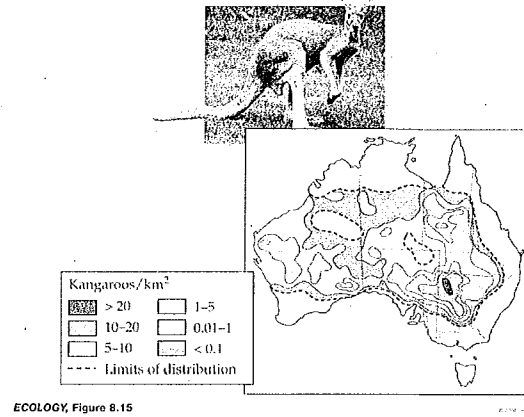 Kangaroos/km²
> 20
1–5
10–20
0.01–1
5–10
< 0.1
Limits of distribution
ECOLOGY, Figure 8.15